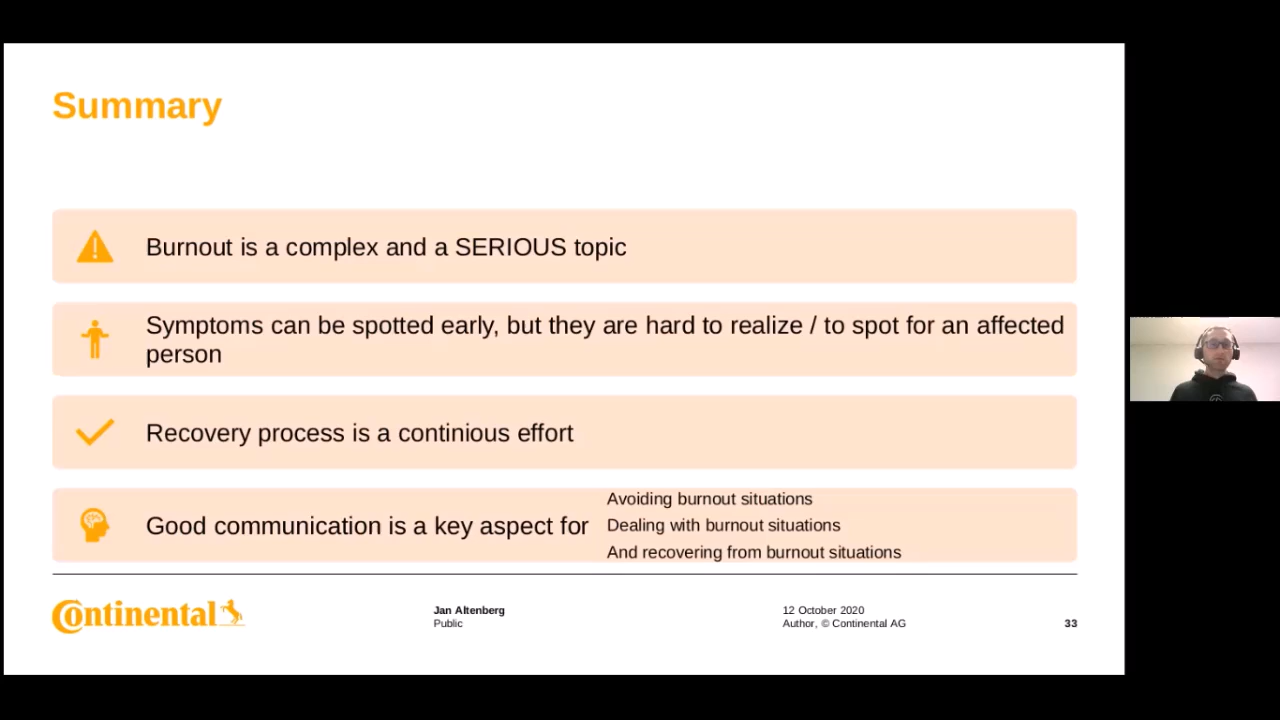 Summary
Burnout is a complex and a SERIOUS topic
Symptoms can be spotted early, but they are hard to realize / to spot for an affected
person
Recovery process is a continious effort
Good communication is a key aspect for
Avoiding burnout situations
Dealing with burnout situations
And recovering from burnout situations
Continental
Jan Altenberg
Public
12 October 2020
Author, © Continental AG
33